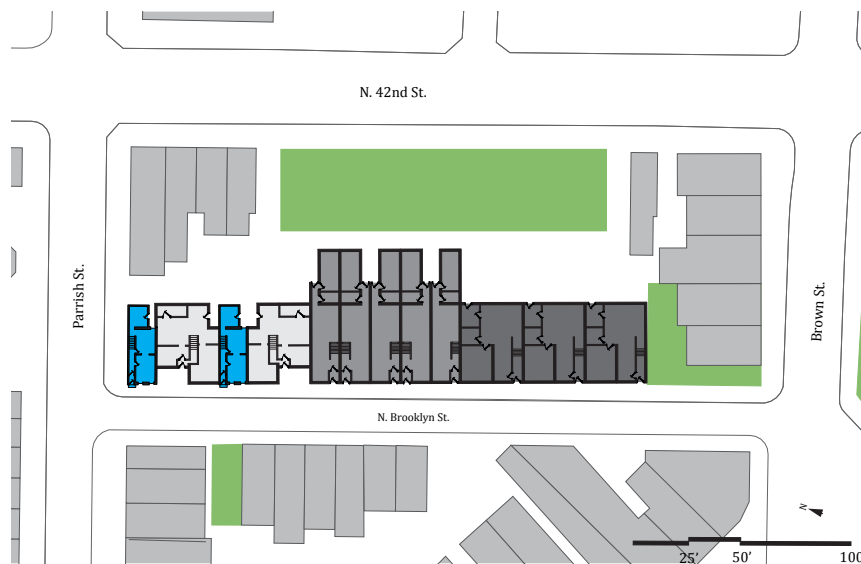 N. 42nd St.
Parrish St.
Brown St.
N. Brooklyn St.
N
25' 50' 100